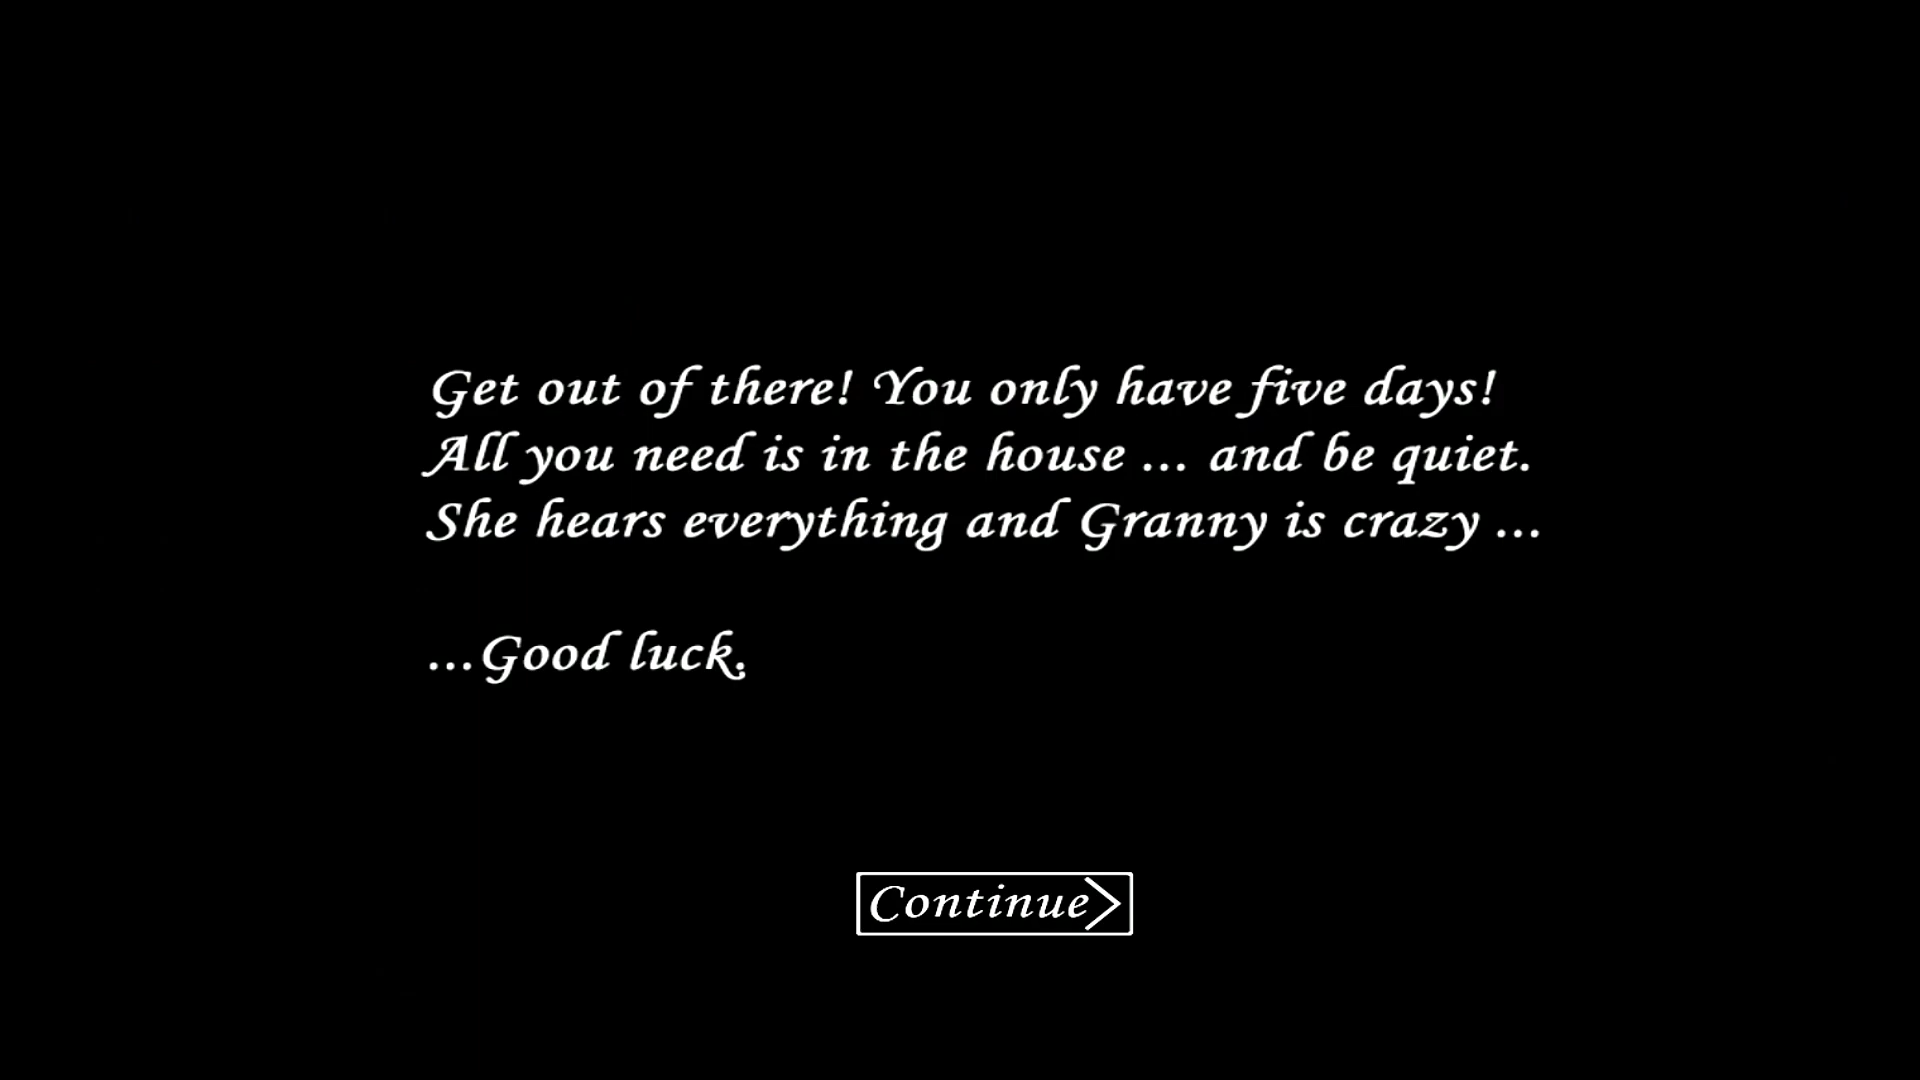 Get out of there! You only have five days!
All you need is in the house ... and be quiet.
She hears everything and Granny is crazy ...
...Good luck.
Continue>